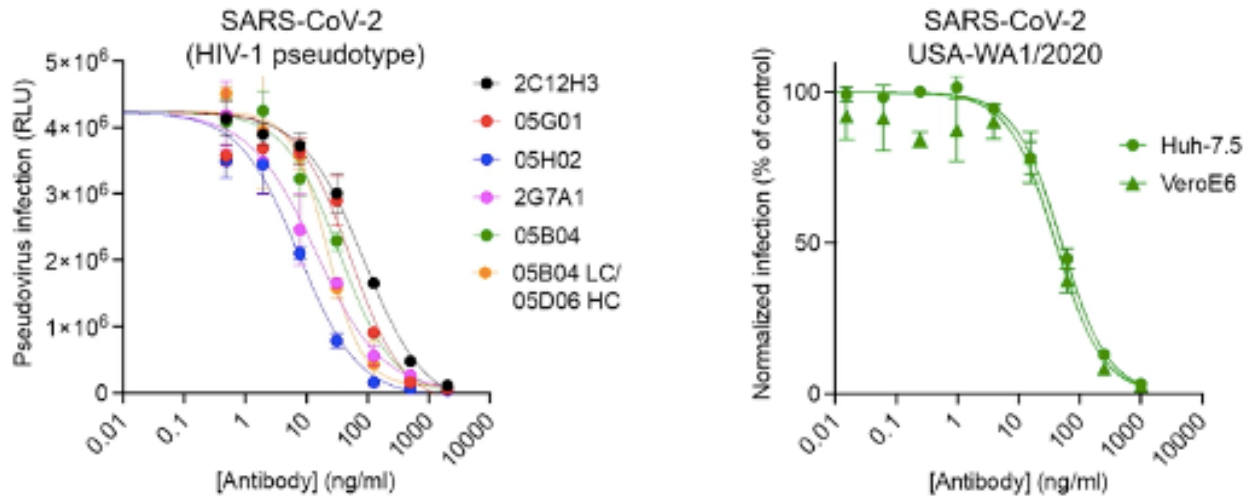 SARS-CoV-2
(HIV-1 pseudotype)
Pseudovirus infection (RLU)
5×10⁶
4×10⁶
3×10⁶
2×10⁶
1×10⁶
0
0.01
0.1
1
10
100
1000
10000
[Antibody] (ng/ml)
2C12H3
05G01
05H02
2G7A1
05B04
05B04 LC/
05D06 HC
SARS-CoV-2
USA-WA1/2020
Normalized infection (% of control)
100
50
0
0.01
0.1
1
10
100
1000
10000
[Antibody] (ng/ml)
Huh-7.5
VeroE6